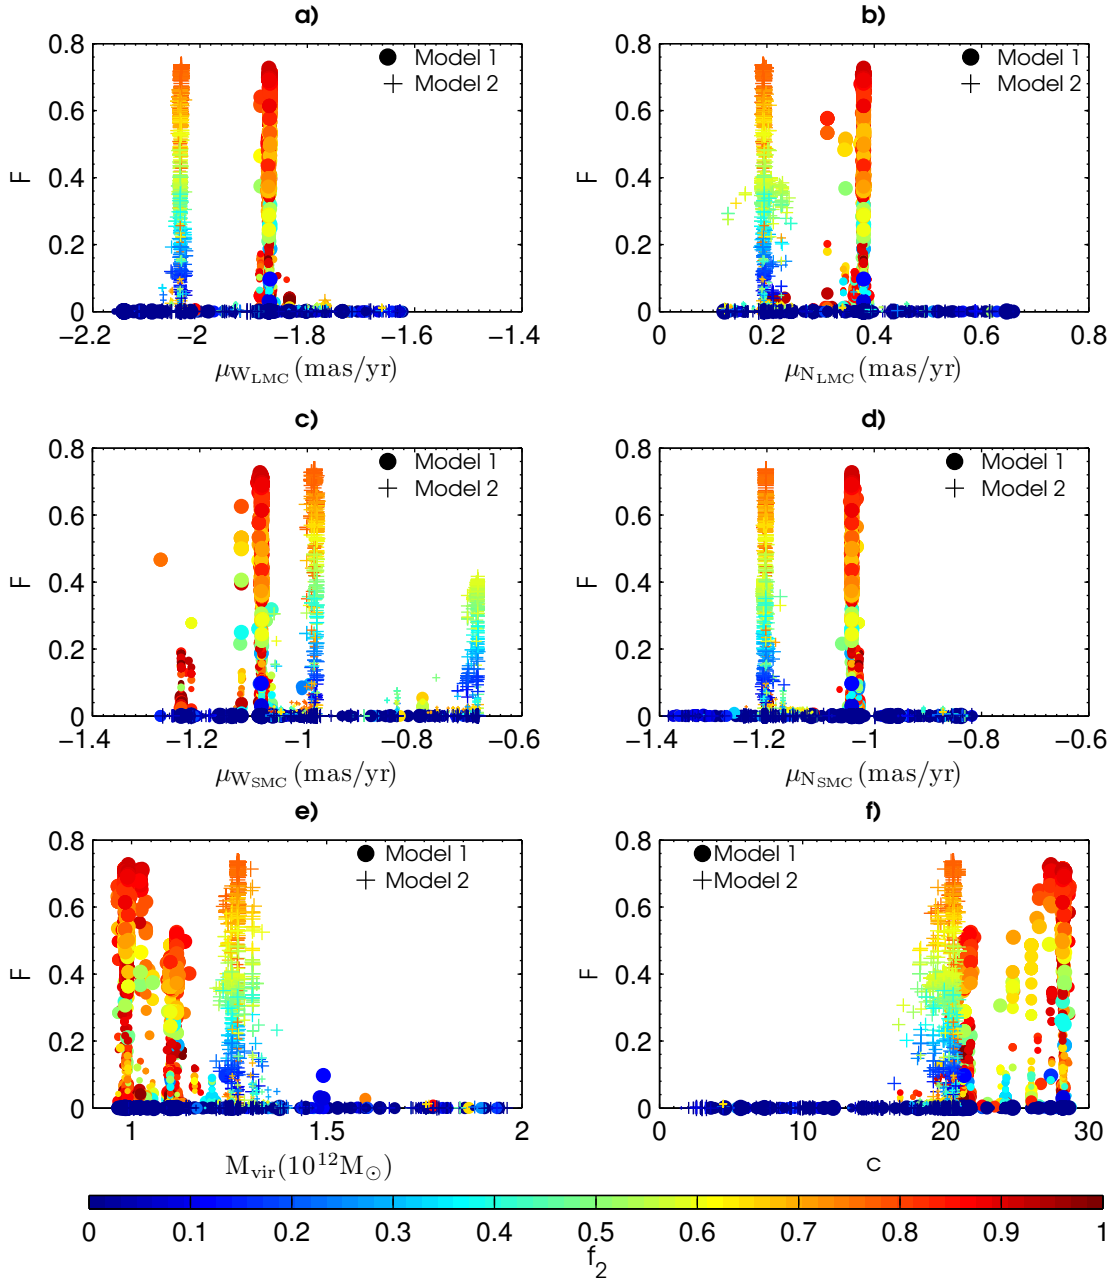 a)
0.8
0.6
0.4
0.2
0
F
Model 1
Model 2
−2.2 −2 −1.8 −1.6 −1.4
μ_W_LMC (mas/yr)
b)
0.8
0.6
0.4
0.2
0
F
Model 1
Model 2
0 0.2 0.4 0.6 0.8
μ_N_LMC (mas/yr)
c)
0.8
0.6
0.4
0.2
0
F
Model 1
Model 2
−1.4 −1.2 −1 −0.8 −0.6
μ_W_SMC (mas/yr)
d)
0.8
0.6
0.4
0.2
0
F
Model 1
Model 2
−1.4 −1.2 −1 −0.8 −0.6
μ_N_SMC (mas/yr)
e)
0.8
0.6
0.4
0.2
0
F
Model 1
Model 2
1 1.5 2
M_vir(10^12 M_⊙)
f)
0.8
0.6
0.4
0.2
0
F
Model 1
Model 2
0 10 20 30
c
0 0.1 0.2 0.3 0.4 0.5 0.6 0.7 0.8 0.9 1
f_2